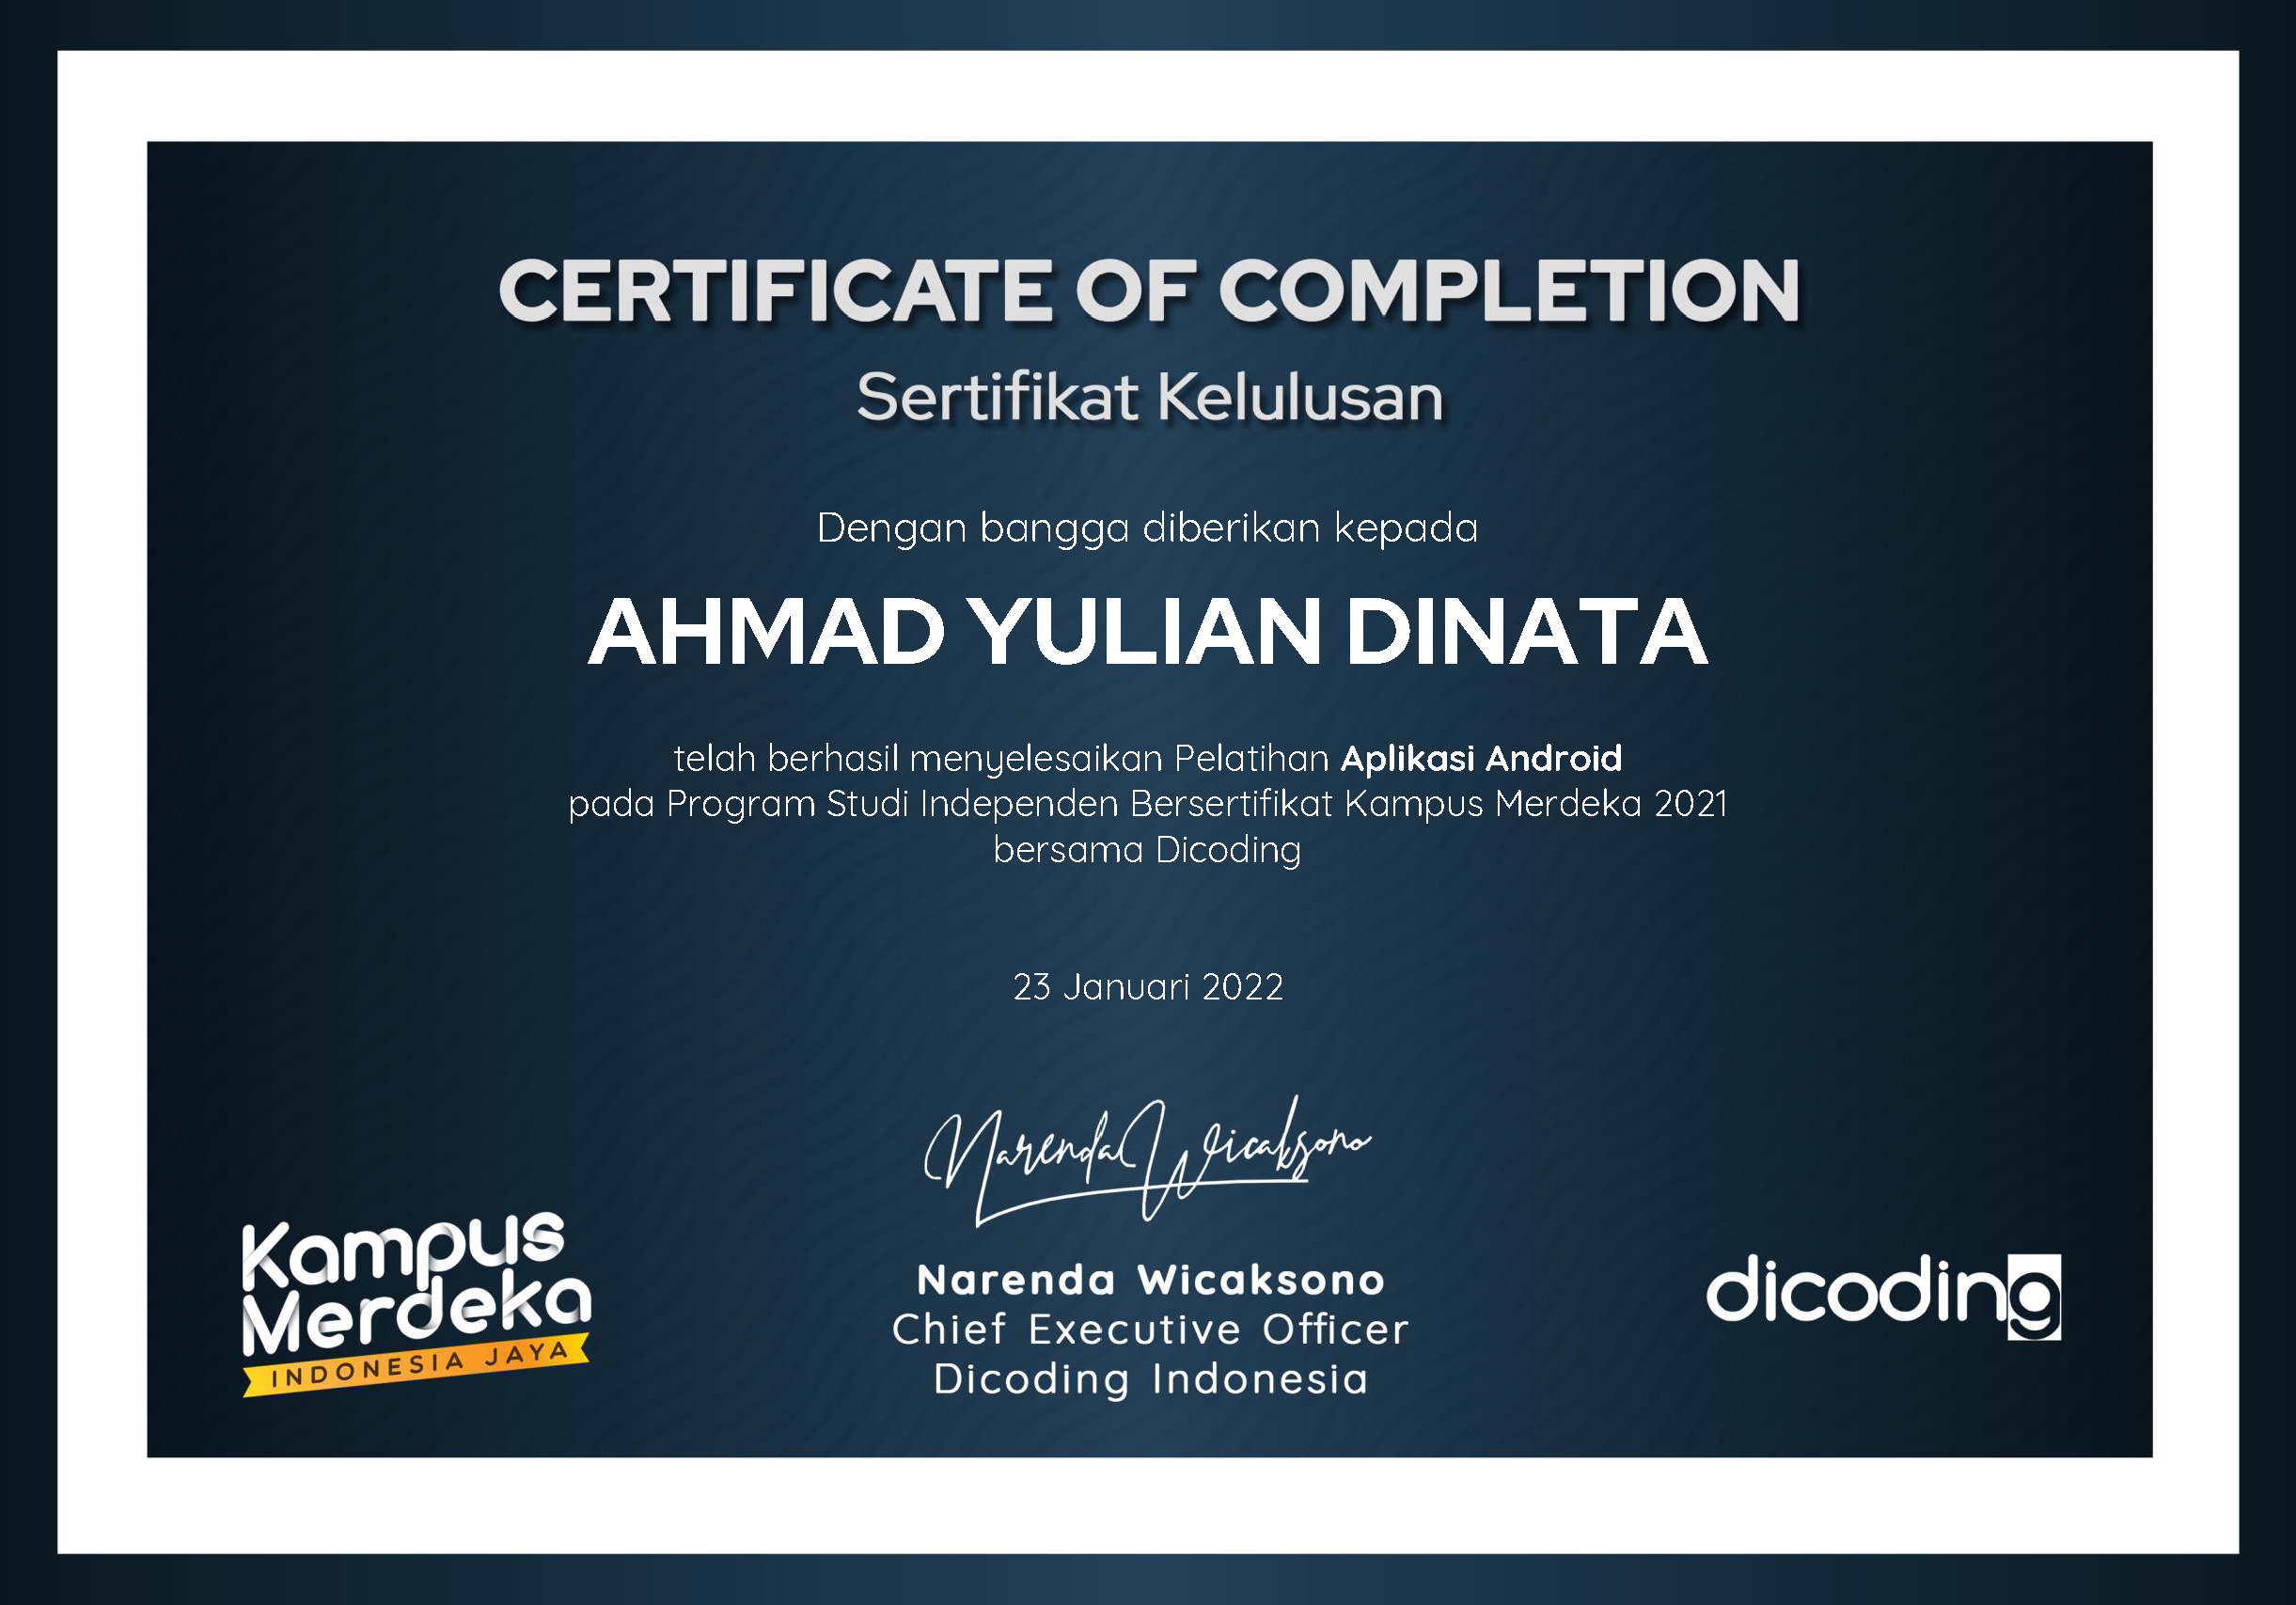 CERTIFICATE OF COMPLETION
Sertifikat Kelulusan
Dengan bangga diberikan kepada
AHMAD YULIAN DINATA
telah berhasil menyelesaikan Pelatihan Aplikasi Android
pada Program Studi Independen Bersertifikat Kampus Merdeka 2021
bersama Dicoding
23 Januari 2022
Narenda Wicaksono
Narenda Wicaksono
Chief Executive Officer
Dicoding Indonesia
Kampus
Merdeka
INDONESIA JAYA
dicoding